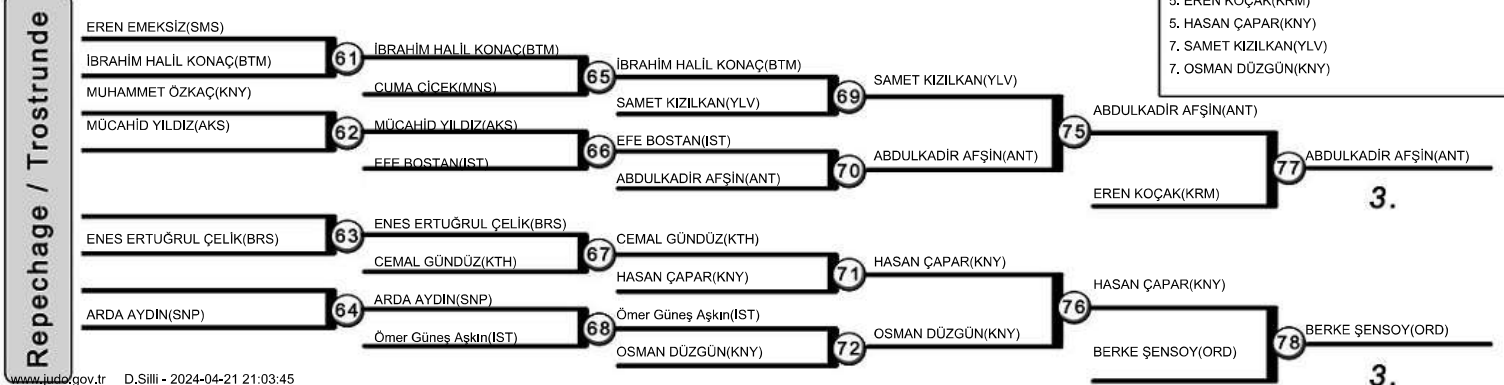 5. EREN KOÇAK(KRM)
5. HASAN ÇAPAR(KNY)
7. SAMET KIZILKAN(YLV)
7. OSMAN DÜZGÜN(KNY)
Repechage / Trostrunde
EREN EMEKSİZ(SMS)
İBRAHİM HALİL KONAÇ(BTM)
61
MUHAMMET ÖZKAÇ(KNY)
MÜCAHİD YILDIZ(AKS)
62
ENES ERTUĞRUL ÇELİK(BRS)
63
ARDA AYDIN(SNP)
64
İBRAHİM HALİL KONAÇ(BTM)
CUMA ÇİÇEK(MNS)
65
MÜCAHİD YILDIZ(AKS)
EFE BOSTAN(IST)
66
ENES ERTUĞRUL ÇELİK(BRS)
CEMAL GÜNDÜZ(KTH)
67
ARDA AYDIN(SNP)
Ömer Güneş Aşkın(İST)
68
İBRAHİM HALİL KONAÇ(BTM)
SAMET KIZILKAN(YLV)
69
EFE BOSTAN(IST)
ABDULKADİR AFŞİN(ANT)
70
CEMAL GÜNDÜZ(KTH)
HASAN ÇAPAR(KNY)
71
Ömer Güneş Aşkın(İST)
OSMAN DÜZGÜN(KNY)
72
SAMET KIZILKAN(YLV)
ABDULKADİR AFŞİN(ANT)
75
HASAN ÇAPAR(KNY)
OSMAN DÜZGÜN(KNY)
76
ABDULKADİR AFŞİN(ANT)
EREN KOÇAK(KRM)
77
HASAN ÇAPAR(KNY)
BERKE ŞENSOY(ORD)
78
ABDULKADİR AFŞİN(ANT)
3.
BERKE ŞENSOY(ORD)
3.
www.judo.gov.tr D.Silli - 2024-04-21 21:03:45